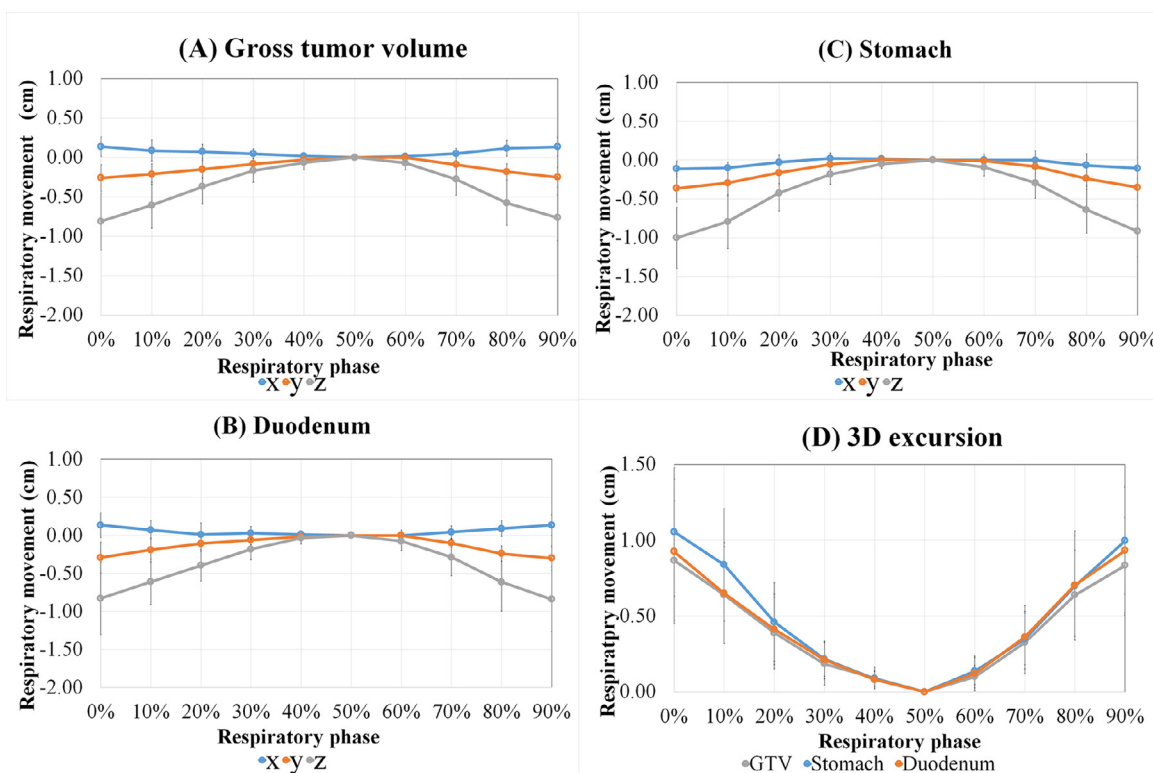 (A) Gross tumor volume
Respiratory movement (cm)
1.00
0.50
0.00
-0.50
-1.00
-1.50
-2.00
0% 10% 20% 30% 40% 50% 60% 70% 80% 90%
Respiratory phase
x y z
(B) Duodenum
Respiratory movement (cm)
1.00
0.50
0.00
-0.50
-1.00
-1.50
-2.00
0% 10% 20% 30% 40% 50% 60% 70% 80% 90%
Respiratory phase
x y z
(C) Stomach
Respiratory movement (cm)
1.00
0.50
0.00
-0.50
-1.00
-1.50
-2.00
0% 10% 20% 30% 40% 50% 60% 70% 80% 90%
Respiratory phase
x y z
(D) 3D excursion
Respiratpry movement (cm)
1.50
1.00
0.50
0.00
0% 10% 20% 30% 40% 50% 60% 70% 80% 90%
Respiratory phase
GTV Stomach Duodenum